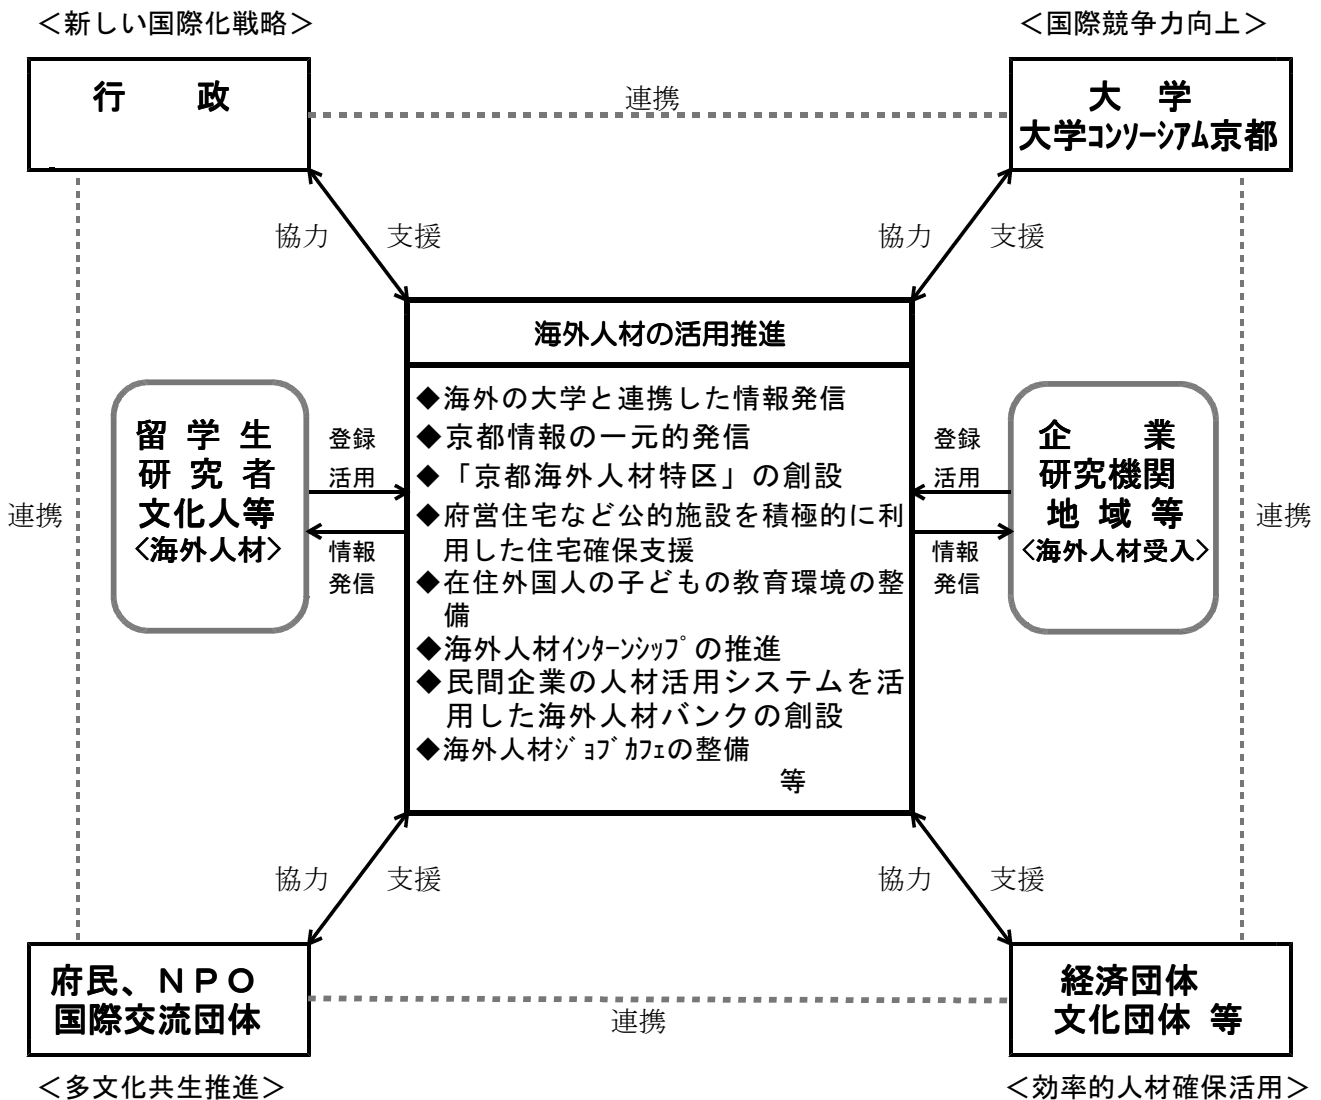 ＜新しい国際化戦略＞
＜国際競争力向上＞
行　　政
連携
大　学
大学ｺﾝｿｰｼｱﾑ京都
協力　支援
協力　支援
海外人材の活用推進
◆海外の大学と連携した情報発信
◆京都情報の一元的発信
◆「京都海外人材特区」の創設
◆府営住宅など公的施設を積極的に利
用した住宅確保支援
◆在住外国人の子どもの教育環境の整
備
◆海外人材ｲﾝﾀｰﾝｼｯﾌﾟの推進
◆民間企業の人材活用システムを活
用した海外人材バンクの創設
◆海外人材ｼﾞｮﾌﾞｶﾌｪの整備
等
連携
留 学 生
研 究 者
文化人等
<海外人材>
登録
活用
情報
発信
登録
活用
情報
発信
企　　業
研究機関
地 域 等
<海外人材受入>
連携
協力　支援
協力　支援
府民、ＮＰＯ
国際交流団体
連携
経済団体
文化団体 等
＜多文化共生推進＞
＜効率的人材確保活用＞